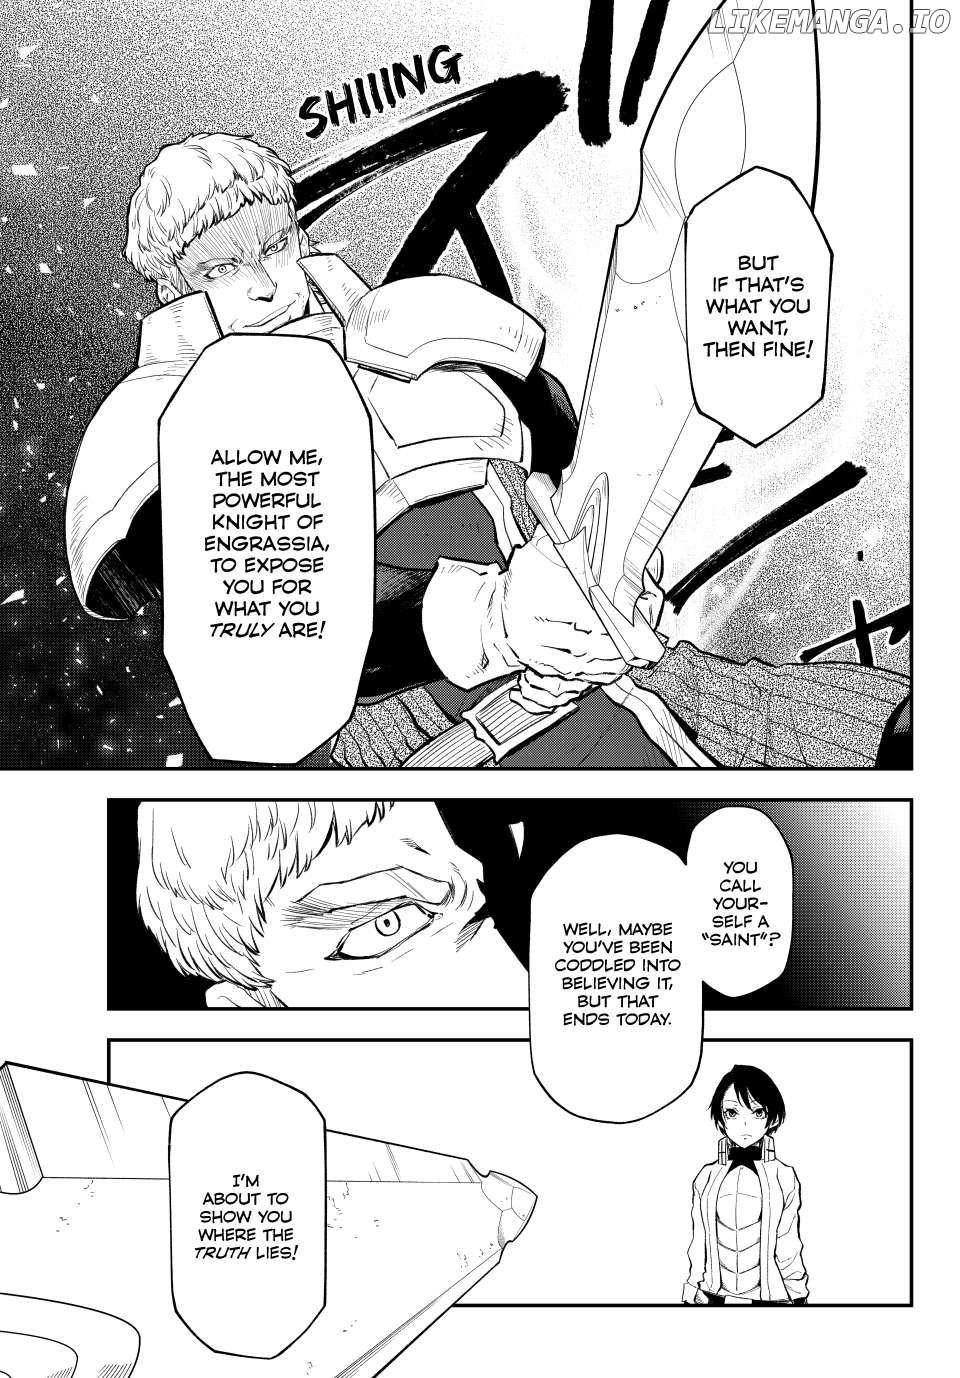 LIKEMANGA.IO
SHIIING
BUT
IF THAT'S
WHAT YOU
WANT,
THEN FINE!
ALLOW ME,
THE MOST
POWERFUL
KNIGHT OF
ENGRASSIA,
TO EXPOSE
YOU FOR
WHAT YOU
TRULY ARE!
YOU
CALL
YOUR-
SELF A
"SAINT"?
WELL, MAYBE
YOU'VE BEEN
CODDLED INTO
BELIEVING IT,
BUT THAT
ENDS TODAY.
I'M
ABOUT TO
SHOW YOU
WHERE THE
TRUTH LIES!